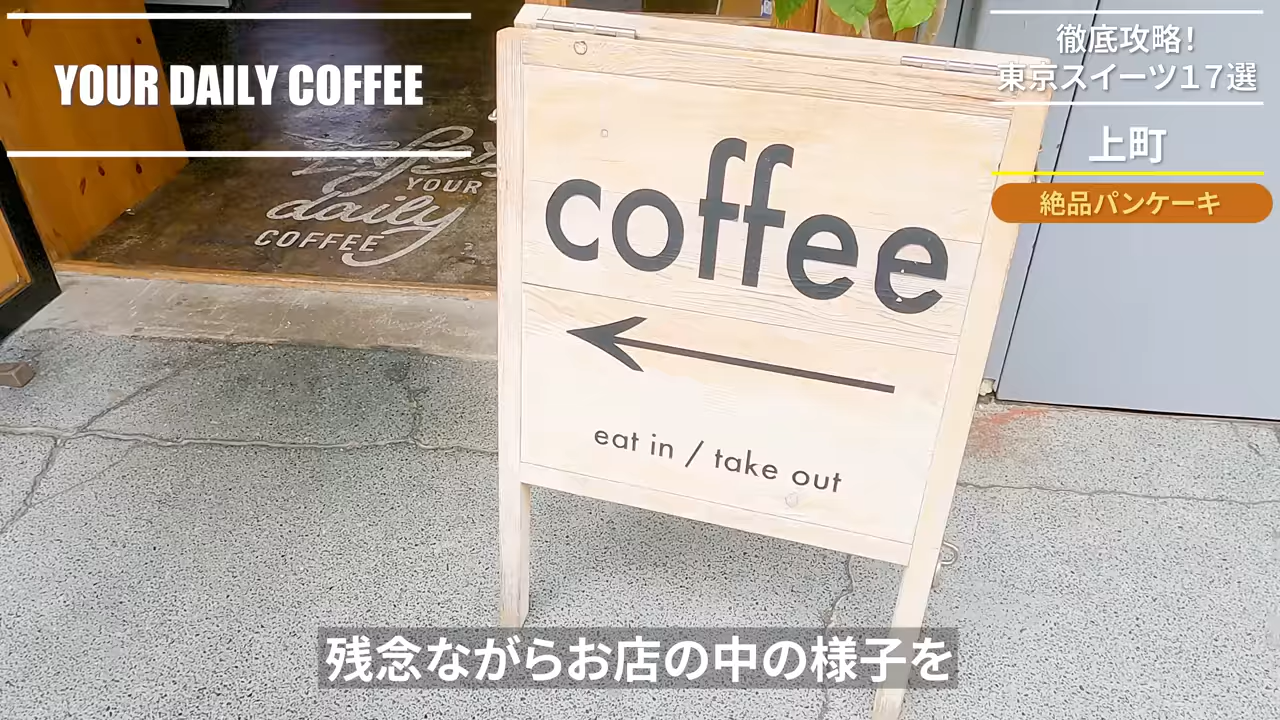 YOUR DAILY COFFEE
徹底攻略！
東京スイーツ17選
上町
絶品パンケーキ
YOUR
daily
COFFEE
coffee
eat in / take out
残念ながらお店の中の様子を